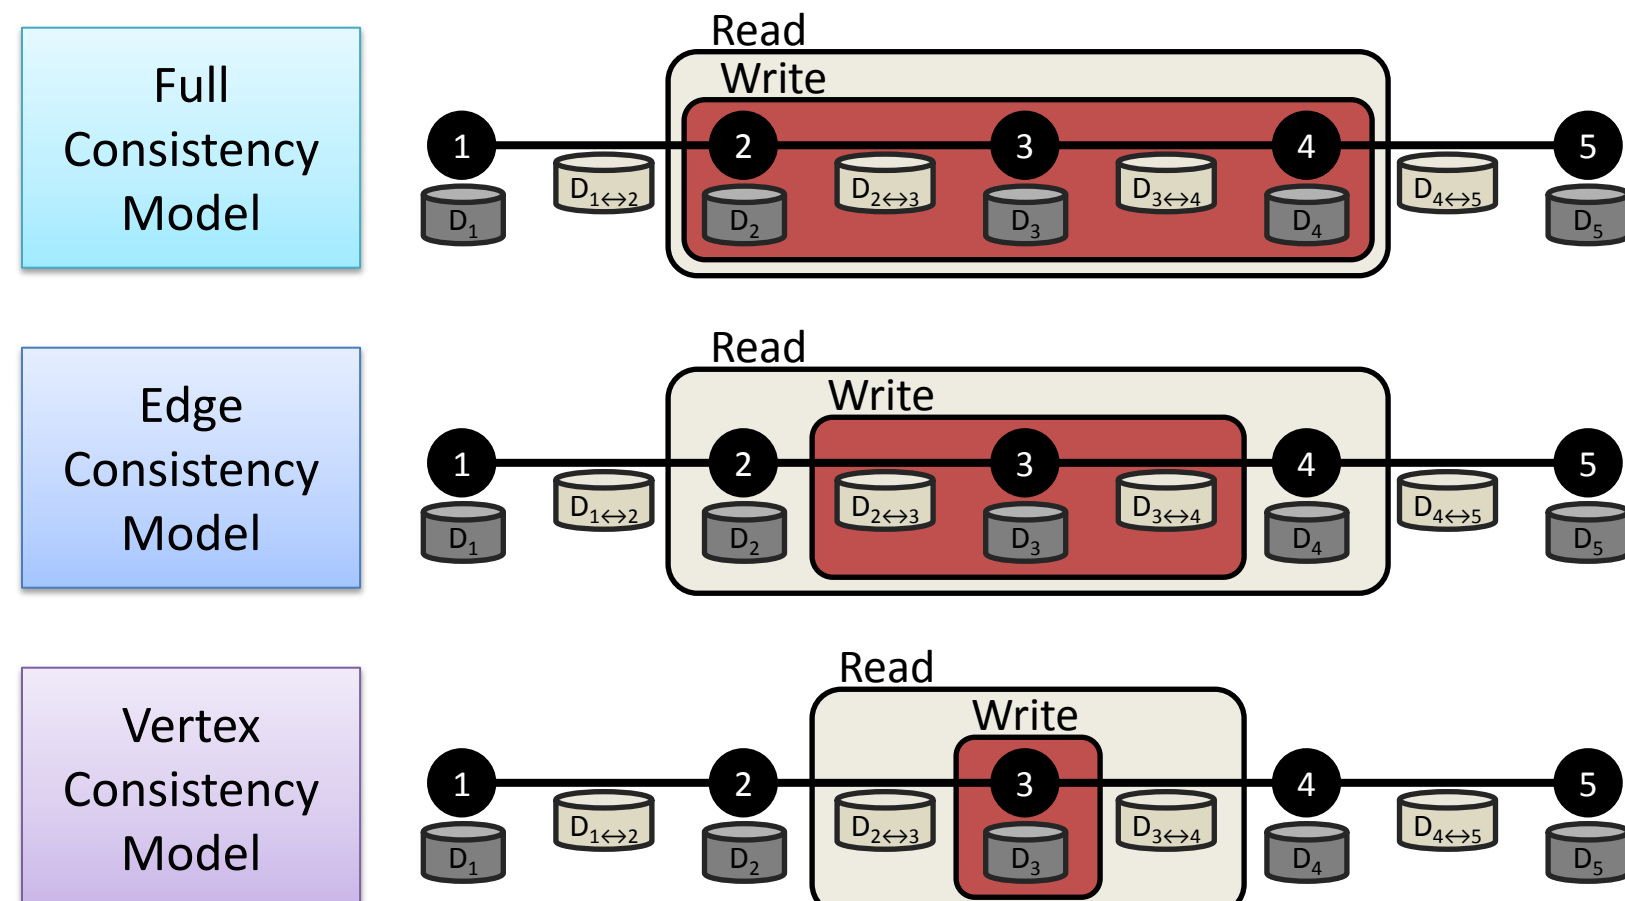 Full
Consistency
Model
Read
Write
1 2 3 4 5
D1↔2 D2↔3 D3↔4 D4↔5
D1 D2 D3 D4 D5
Edge
Consistency
Model
Read
Write
1 2 3 4 5
D1↔2 D2↔3 D3↔4 D4↔5
D1 D2 D3 D4 D5
Vertex
Consistency
Model
Read
Write
1 2 3 4 5
D1↔2 D2↔3 D3↔4 D4↔5
D1 D2 D3 D4 D5